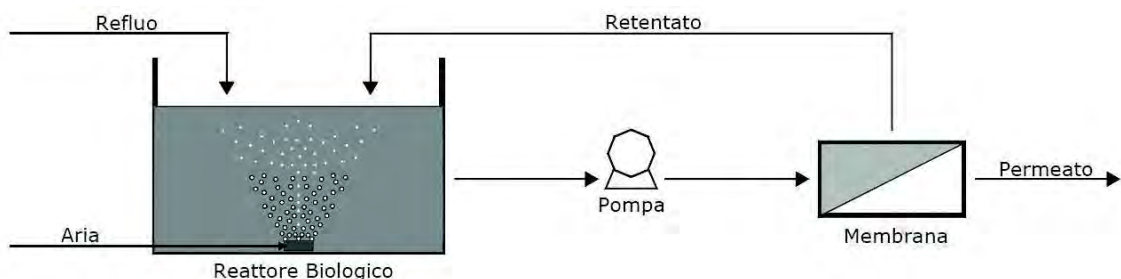 Refluo
Retentato
Permeato
Pompa
Aria
Membrana
Reattore Biologico